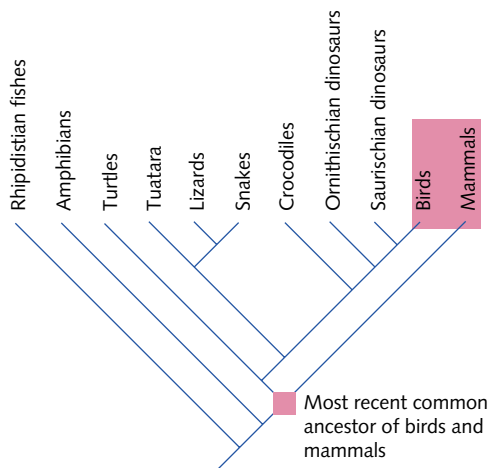 Rhipidistian fishes
Amphibians
Turtles
Tuatara
Lizards
Snakes
Crocodiles
Ornithischian dinosaurs
Saurischian dinosaurs
Birds
Mammals
Most recent common
ancestor of birds and
mammals